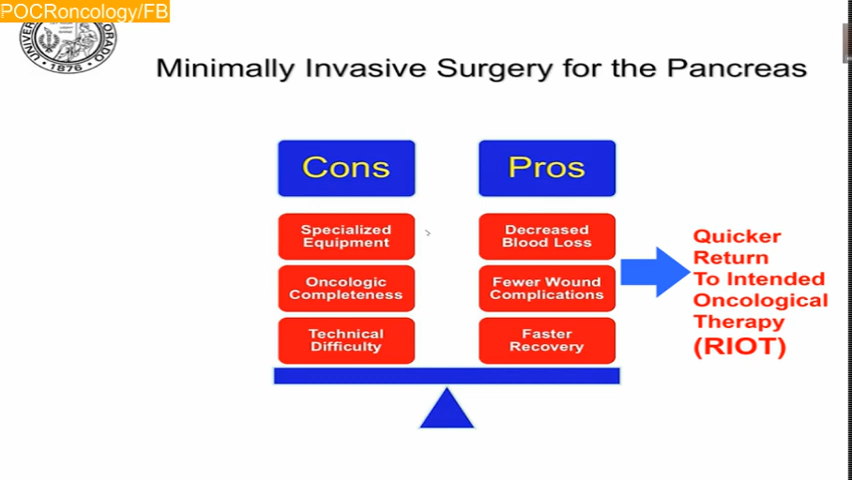 POCRoncology/FB
1876
Minimally Invasive Surgery for the Pancreas
Cons
Pros
Specialized
Equipment
Decreased
Blood Loss
Oncologic
Completeness
Fewer Wound
Complications
Technical
Difficulty
Faster
Recovery
Quicker
Return
To Intended
Oncological
Therapy
(RIOT)